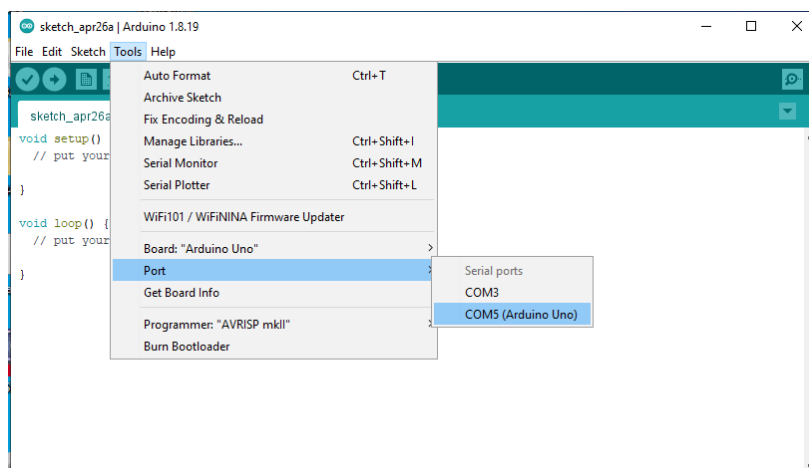 sketch_apr26a | Arduino 1.8.19
File Edit Sketch Tools Help
sketch_apr26a
void setup()
// put your
}
void loop() {
// put your
}
Auto Format Ctrl+T
Archive Sketch
Fix Encoding & Reload
Manage Libraries... Ctrl+Shift+I
Serial Monitor Ctrl+Shift+M
Serial Plotter Ctrl+Shift+L
WiFi101 / WiFiNINA Firmware Updater
Board: "Arduino Uno"
Port
Get Board Info
Programmer: "AVRISP mkII"
Burn Bootloader
Serial ports
COM3
COM5 (Arduino Uno)